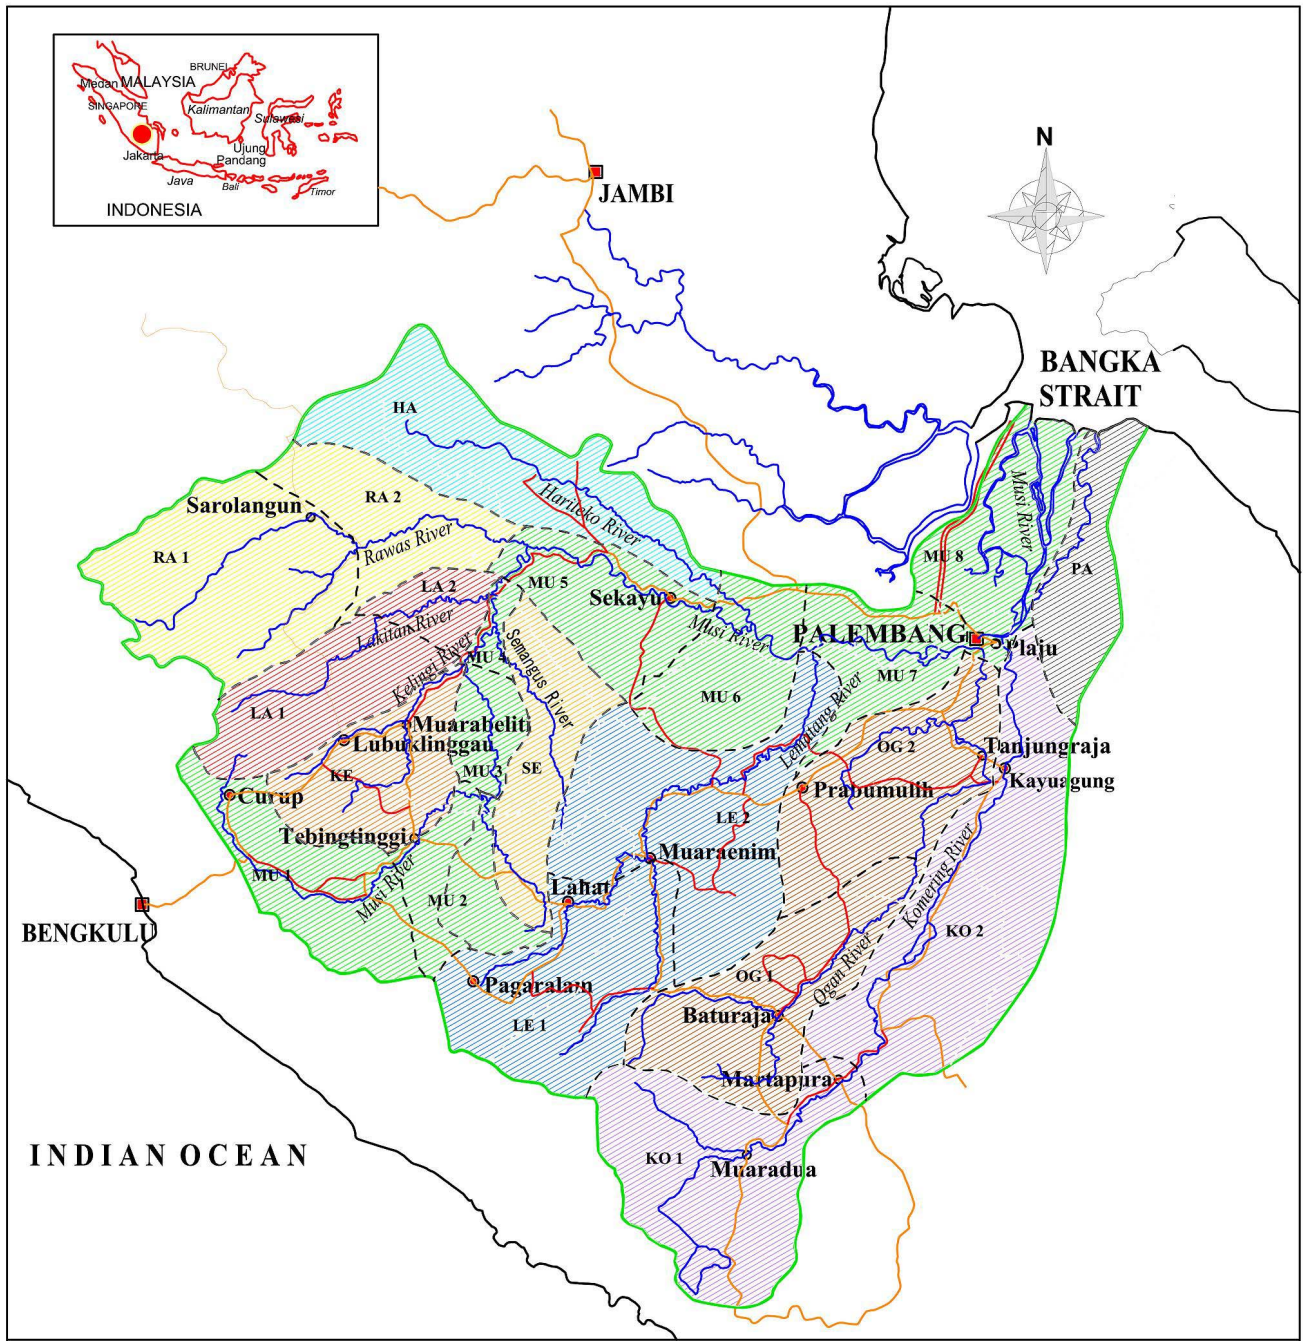 BRUNEI
Medan MALAYSIA
SINGAPORE
Kalimantan
Sulawesi
Jakarta
Ujung
Pandang
Java
Bali
Timor
INDONESIA
N
JAMBI
BANGKA
STRAIT
HA
RA 2
Sarolangun
Harileko River
Musi River
Rawas River
RA 1
MU 8
PA
LA 2
MU 5
Sekayu
Lakitan River
Musi River
PALEMBANG
Plaju
Semangus River
Kelingi River
MU 4
MU 6
MU 7
LA 1
Muarabeliti
Lubuklinggau
Lematang River
OG 2
Tanjungraja
KE
MU 3
SE
Kayuagung
Curup
Prabumulih
LE 2
Tebingtinggi
Muaraenim
MU 1
Musi River
Lahat
MU 2
Komering River
BENGKULU
KO 2
Pagaralam
OG 1
Ogan River
LE 1
Baturaja
Martapura
INDIAN OCEAN
KO 1
Muaradua